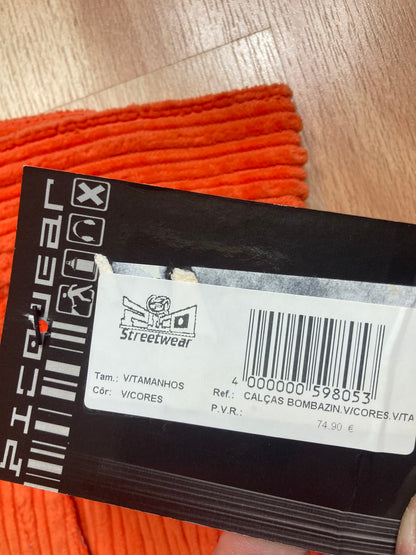 Streetwear
Tam.: V/TAMANHOS
Côr: V/CORES
4 000000 598053
Ref.: CALÇAS BOMBAZIN.V/CORES.V/TA
P.V.R.: 74.90 €